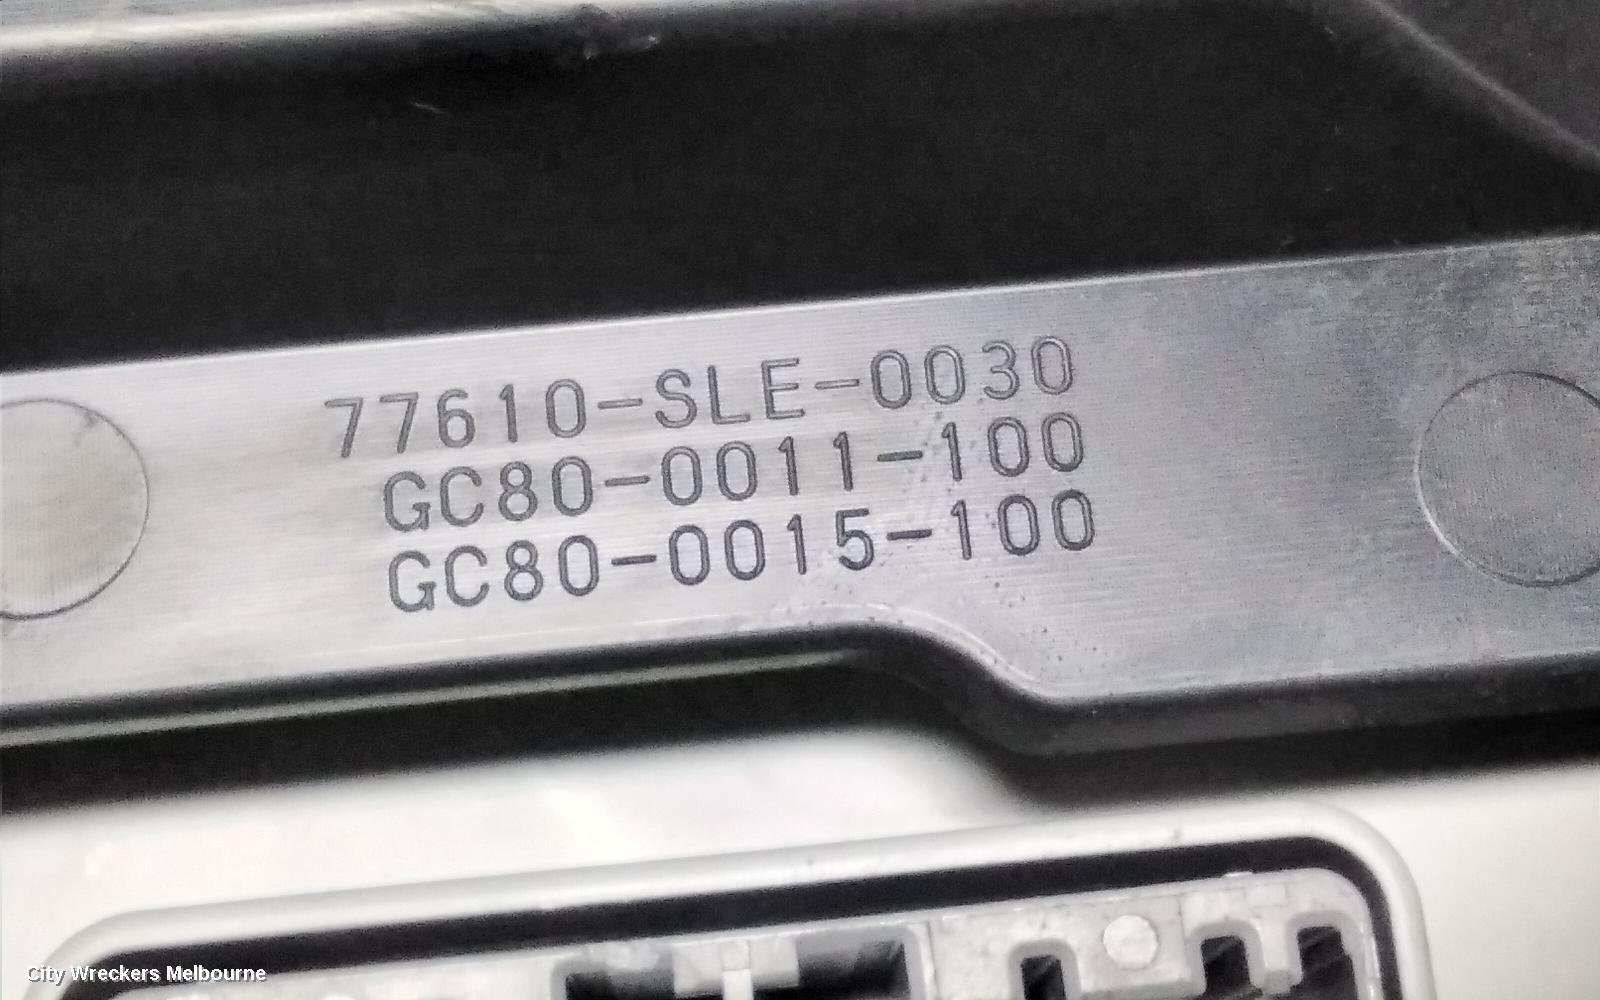 77610-SLE-0030
GC80-0011-100
GC80-0015-100
City Wreckers Melbourne